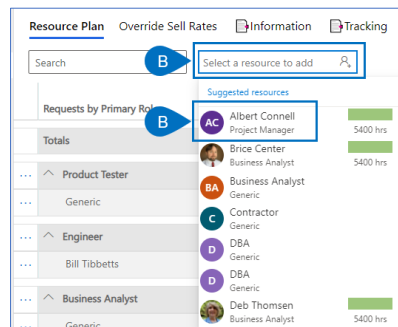 Resource Plan Override Sell Rates Information Tracking
Search B Select a resource to add
Suggested resources
Requests by Primary Rol
B AC Albert Connell
Project Manager 5400 hrs
Totals
Brice Center
Business Analyst 5400 hrs
... Product Tester
BA Business Analyst
Generic
Generic
C Contractor
Generic
... Engineer
D DBA
Generic
... Bill Tibbetts
D DBA
Generic
... Business Analyst
Deb Thomsen
Business Analyst 5400 hrs
... Generic